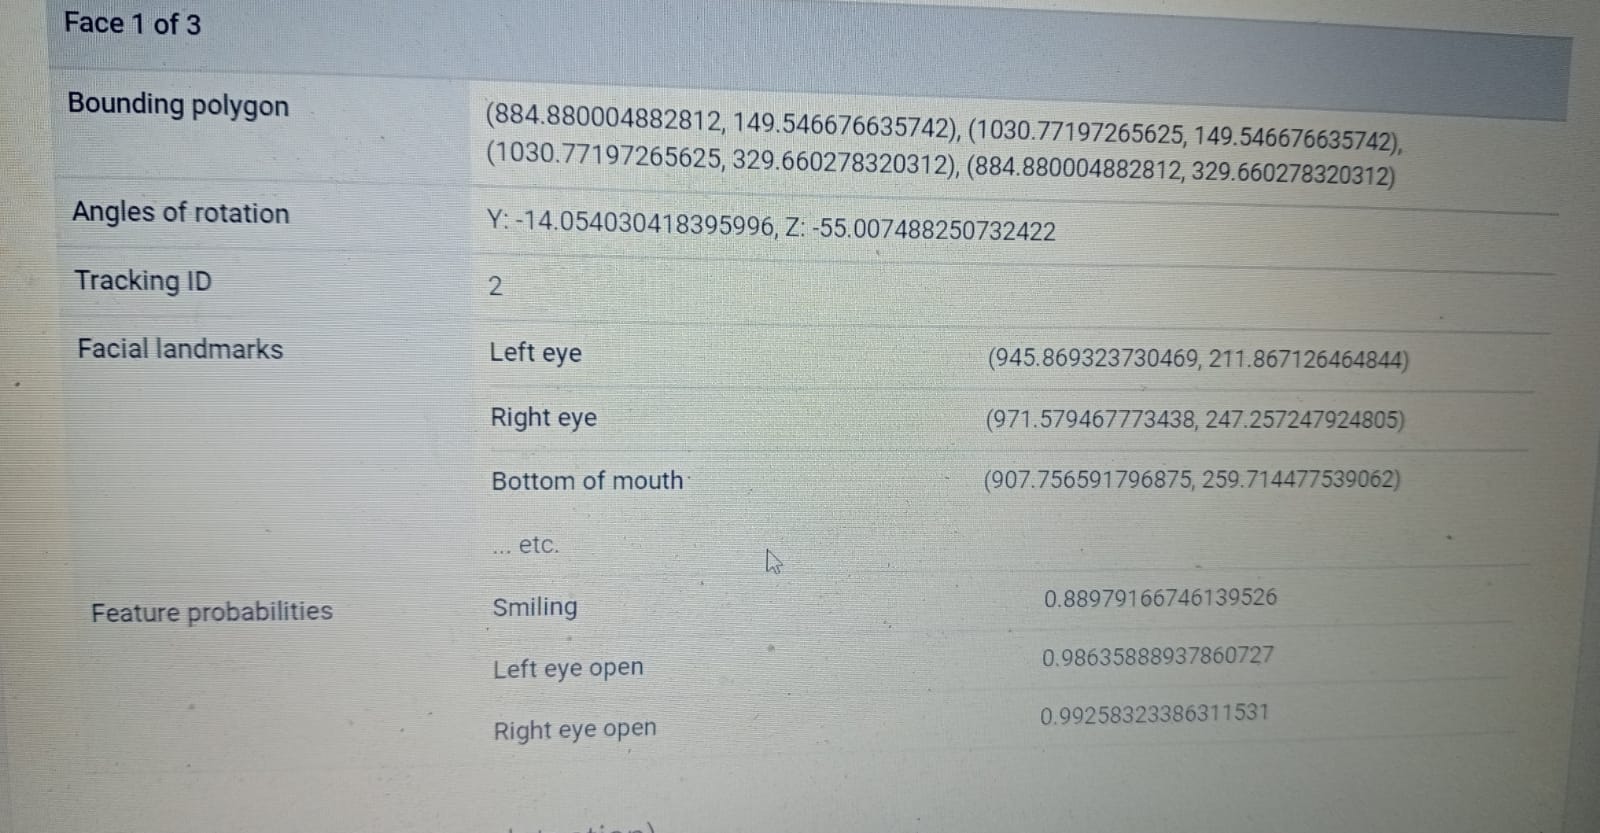 Face 1 of 3
Bounding polygon
(884.880004882812, 149.546676635742), (1030.77197265625, 149.546676635742),
(1030.77197265625, 329.660278320312), (884.880004882812, 329.660278320312)
Angles of rotation
Y: -14.054030418395996, Z: -55.007488250732422
Tracking ID
2
Facial landmarks
Left eye
(945.869323730469, 211.867126464844)
Right eye
(971.579467773438, 247.257247924805)
Bottom of mouth
(907.756591796875, 259.714477539062)
... etc.
Feature probabilities
Smiling
0.88979166746139526
Left eye open
0.98635888937860727
Right eye open
0.99258323386311531